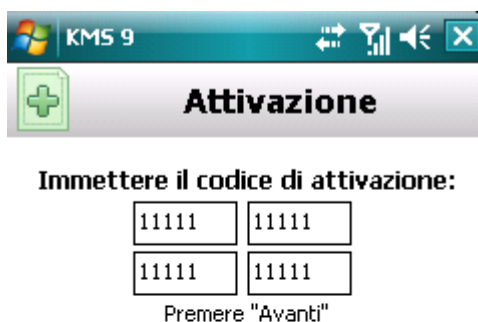 KMS 9
Attivazione
Immettere il codice di attivazione:
11111 11111
11111 11111
Premere "Avanti"